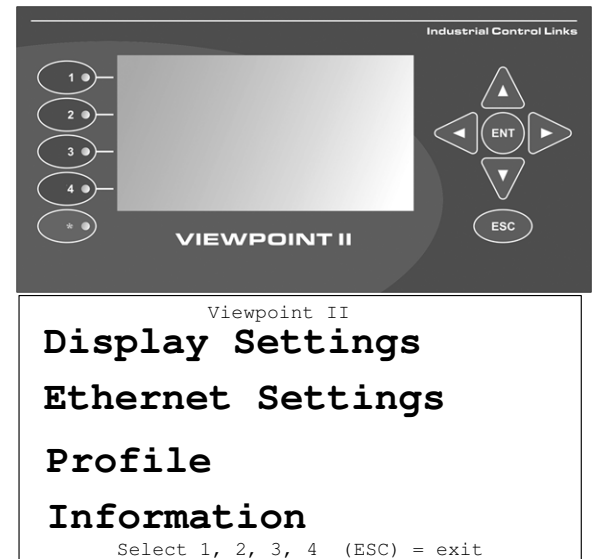 Industrial Control Links
1
2
3
4
*
ENT
ESC
VIEWPOINT II
Viewpoint II
Display Settings
Ethernet Settings
Profile
Information
Select 1, 2, 3, 4 (ESC) = exit